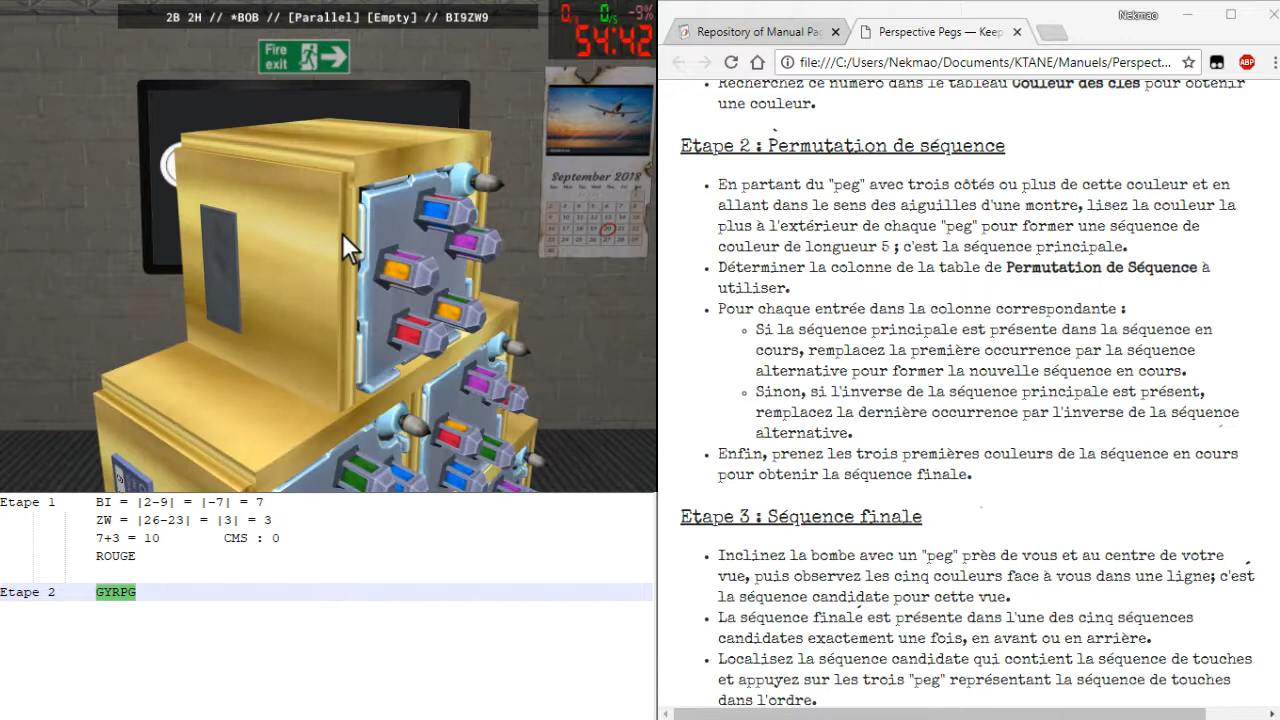 2B 2H // *BOB // [Parallel] [Empty] // BI9ZW9
-9%
54:42
Fire
exit
September 2018
Etape 1 BI = |2-9| = |-7| = 7
ZW = |26-23| = |3| = 3
7+3 = 10 CMS : 0
ROUGE
Etape 2 GYRPG
Nekmao
Repository of Manual Pag
Perspective Pegs — Keep
file:///C:/Users/Nekmao/Documents/KTANE/Manuels/Perspect...
ABP
Recherchez ce numéro dans le tableau Couleur des clés pour obtenir
une couleur.
Etape 2 : Permutation de séquence
En partant du "peg" avec trois côtés ou plus de cette couleur et en
allant dans le sens des aiguilles d'une montre, lisez la couleur la
plus à l'extérieur de chaque "peg" pour former une séquence de
couleur de longueur 5 ; c'est la séquence principale.
Déterminer la colonne de la table de Permutation de Séquence à
utiliser.
Pour chaque entrée dans la colonne correspondante :
Si la séquence principale est présente dans la séquence en
cours, remplacez la première occurrence par la séquence
alternative pour former la nouvelle séquence en cours.
Sinon, si l'inverse de la séquence principale est présent,
remplacez la dernière occurrence par l'inverse de la séquence
alternative.
Enfin, prenez les trois premières couleurs de la séquence en cours
pour obtenir la séquence finale.
Etape 3 : Séquence finale
Inclinez la bombe avec un "peg" près de vous et au centre de votre
vue, puis observez les cinq couleurs face à vous dans une ligne; c'est
la séquence candidate pour cette vue.
La séquence finale est présente dans l'une des cinq séquences
candidates exactement une fois, en avant ou en arrière.
Localisez la séquence candidate qui contient la séquence de touches
et appuyez sur les trois "peg" représentant la séquence de touches
dans l'ordre.